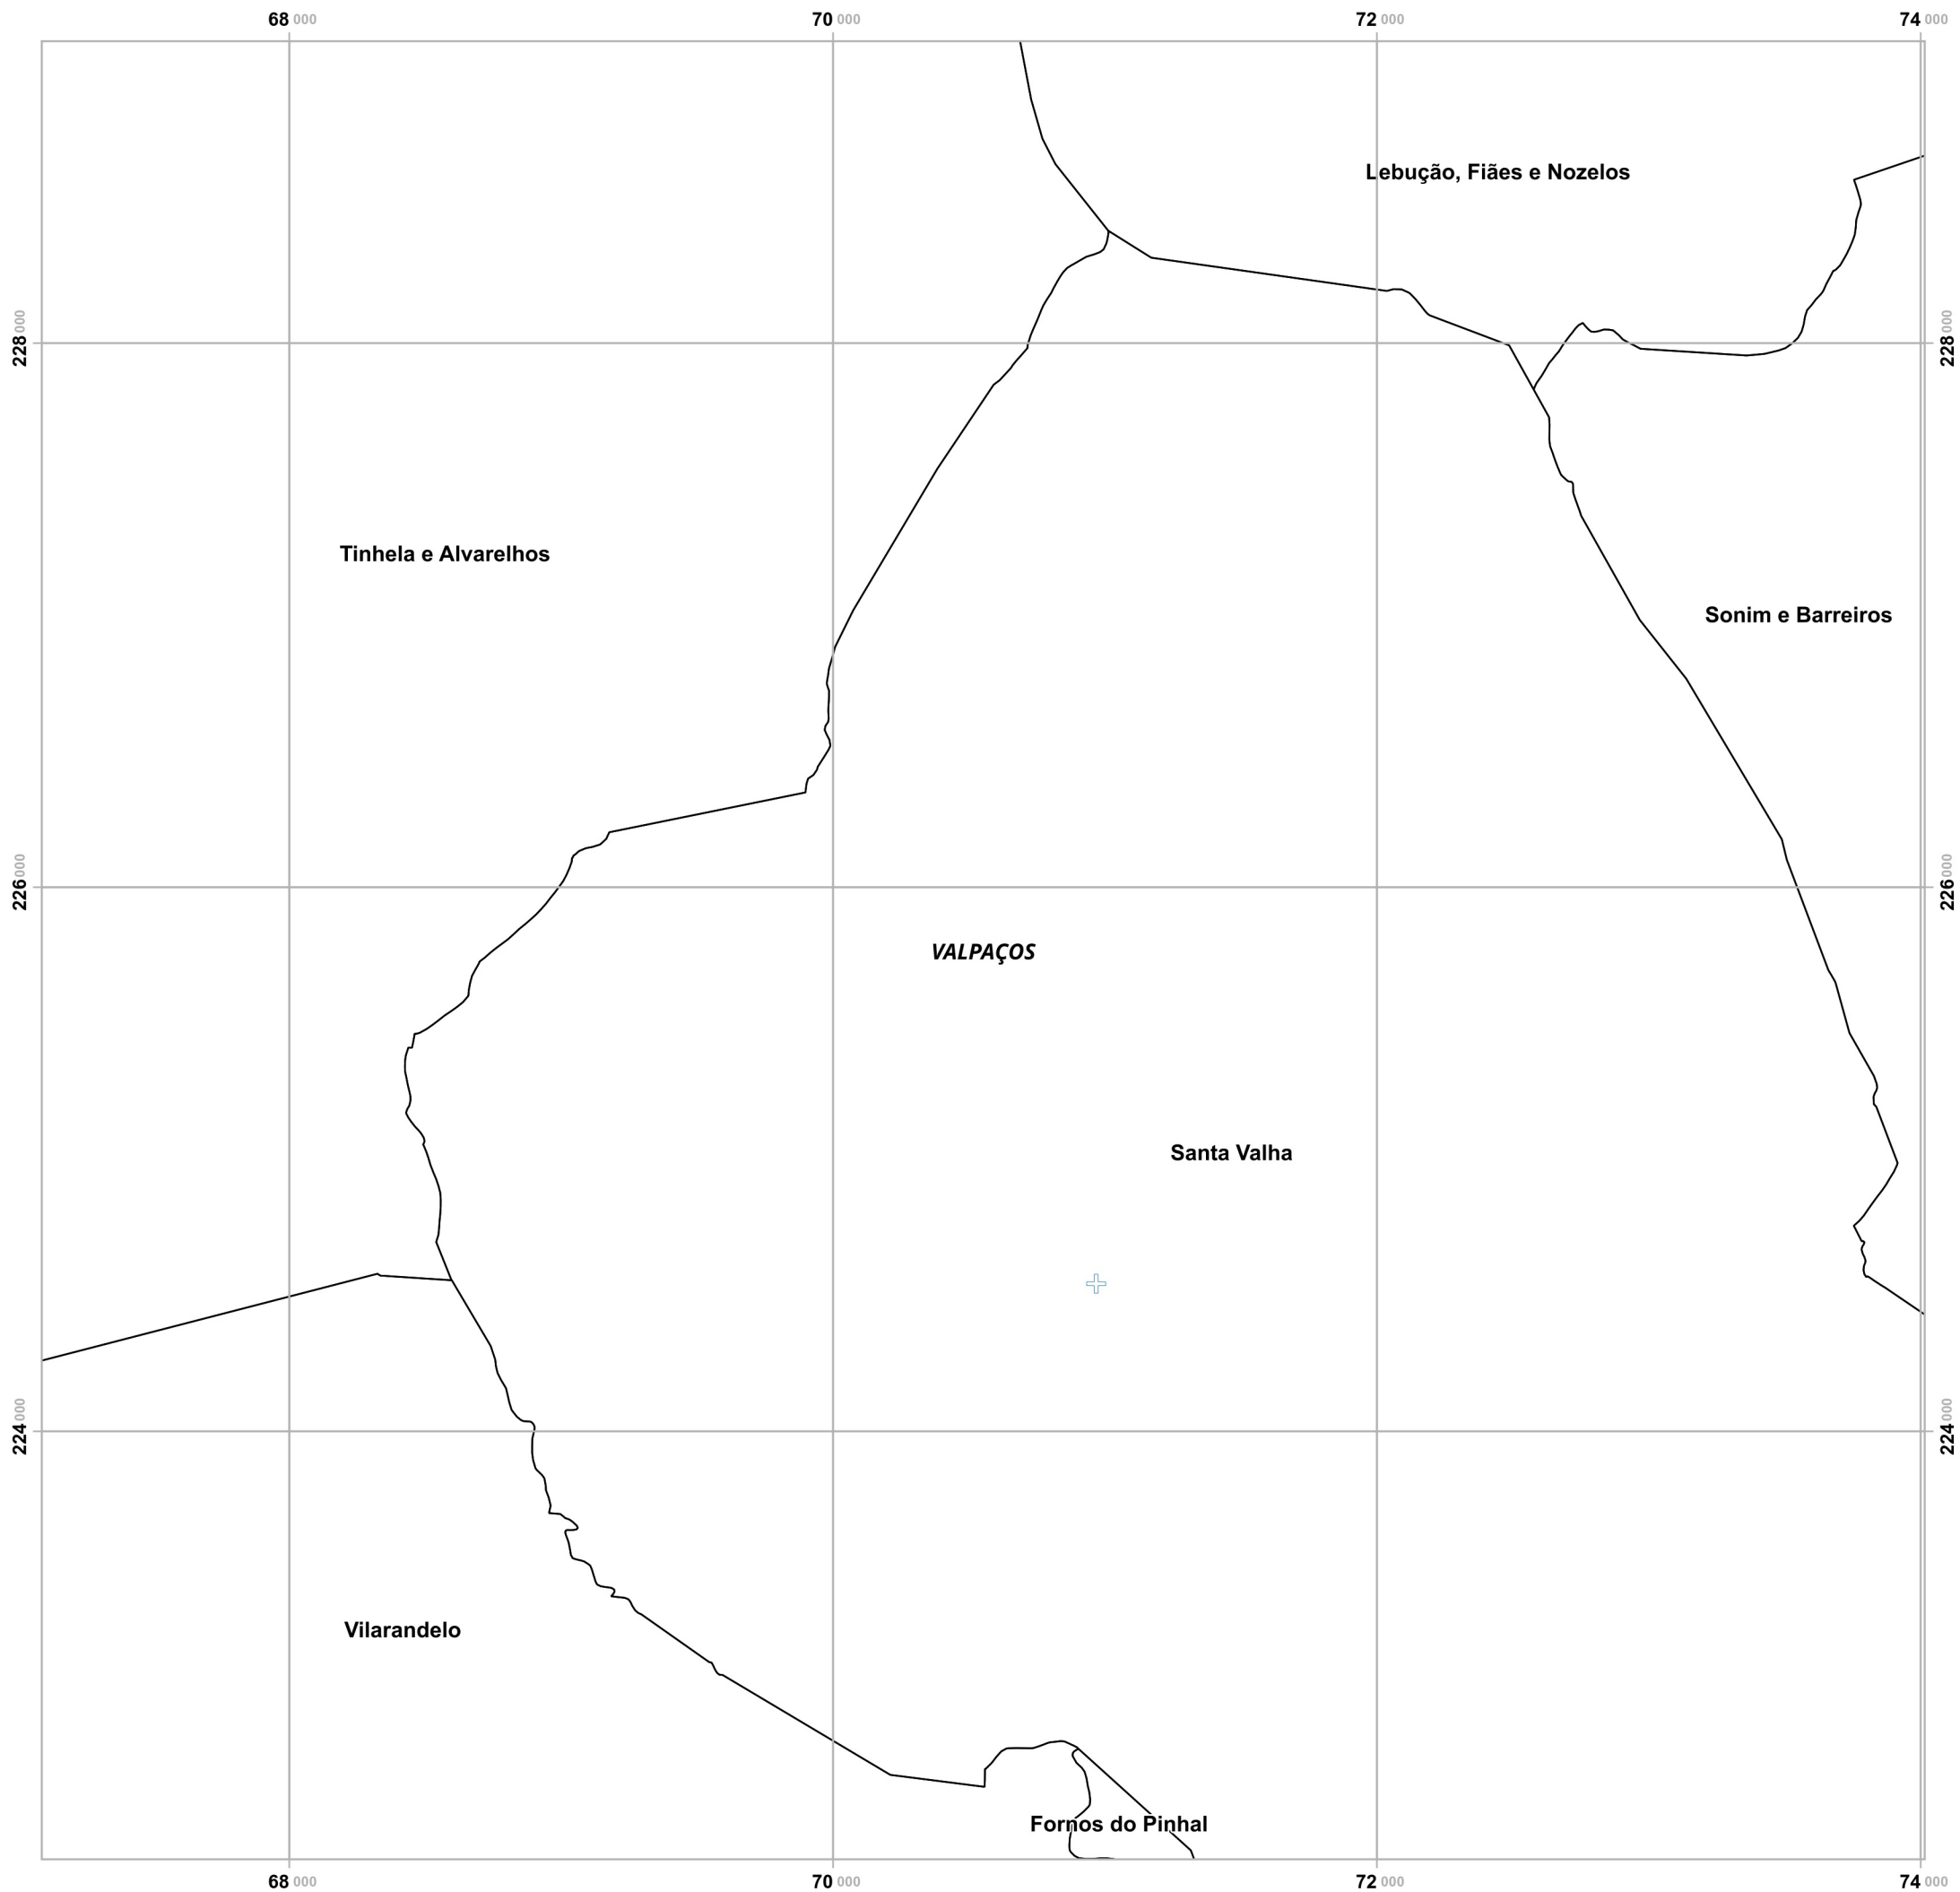 68 000 70 000 72 000 74 000
Lebução, Fiães e Nozelos
228 000 228 000
Tinhela e Alvarelhos
Sonim e Barreiros
226 000 226 000
VALPAÇOS
Santa Valha
224 000 224 000
Vilarandelo
Fornos do Pinhal
68 000 70 000 72 000 74 000